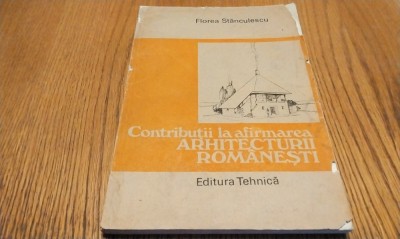 Florea Stănculescu
Contribuții la afirmarea
ARHITECTURII
ROMÂNEȘTI
Editura Tehnică